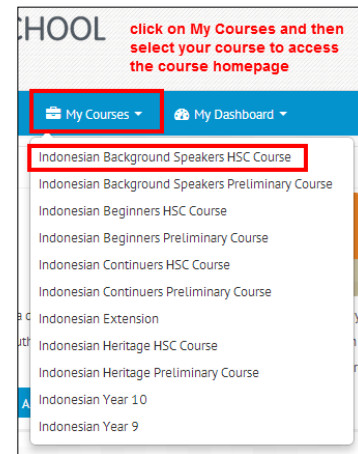 HOOL
click on My Courses and then
select your course to access
the course homepage
My Courses
My Dashboard
Indonesian Background Speakers HSC Course
Indonesian Background Speakers Preliminary Course
Indonesian Beginners HSC Course
Indonesian Beginners Preliminary Course
Indonesian Continuers HSC Course
Indonesian Continuers Preliminary Course
Indonesian Extension
Indonesian Heritage HSC Course
Indonesian Heritage Preliminary Course
Indonesian Year 10
Indonesian Year 9